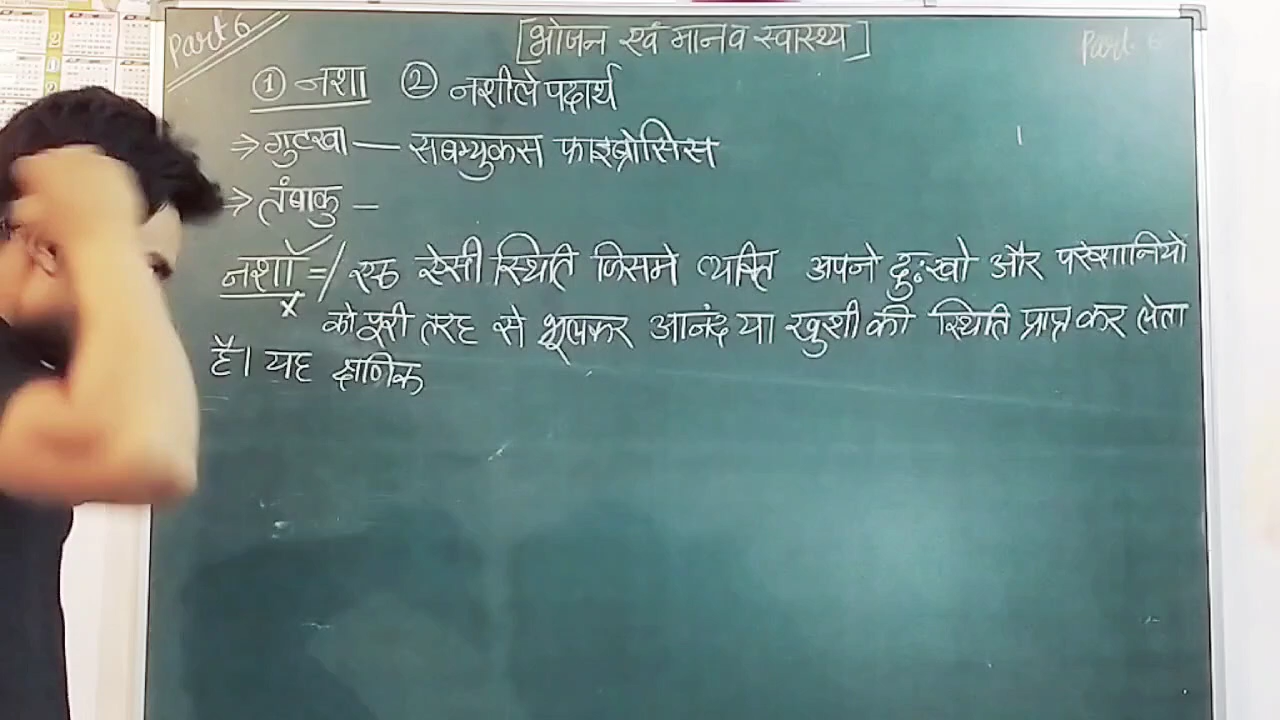 Part 6
[भोजन एवं मानव स्वास्थ्य]
Part 6
① नशा ② नशीले पदार्थ
⇒ गुटखा — सबम्युकस फाइब्रोसिस
⇒ तंबाकु —
नशा =/ एक ऐसी स्थिति जिसमे व्यक्ति अपने दुःखो और परेशानियों
को पूरी तरह से भूलकर आनंद या खुशी की स्थिति प्राप्त कर लेता
है। यह क्षणिक